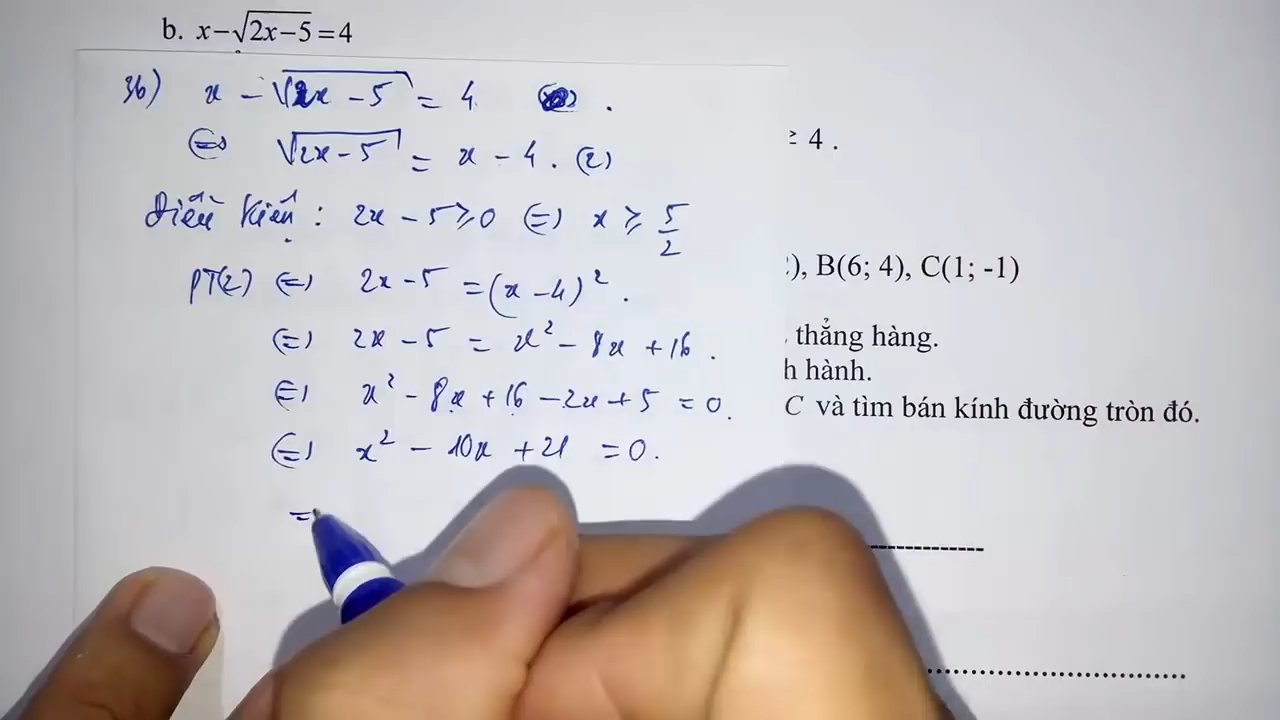 b. x−√2x−5=4
3b) x − √2x − 5 = 4 .
⇔ √2x − 5 = x − 4 . (2)
Điều kiện : 2x − 5 ≥ 0 ⇔ x ≥ 5/2
PT(2) ⇔ 2x − 5 = (x − 4)² .
⇔ 2x − 5 = x² − 8x + 16 .
⇔ x² − 8x + 16 − 2x + 5 = 0 .
⇔ x² − 10x + 21 = 0 .
=
≥ 4 .
), B(6; 4), C(1; -1)
thẳng hàng.
h hành.
C và tìm bán kính đường tròn đó.